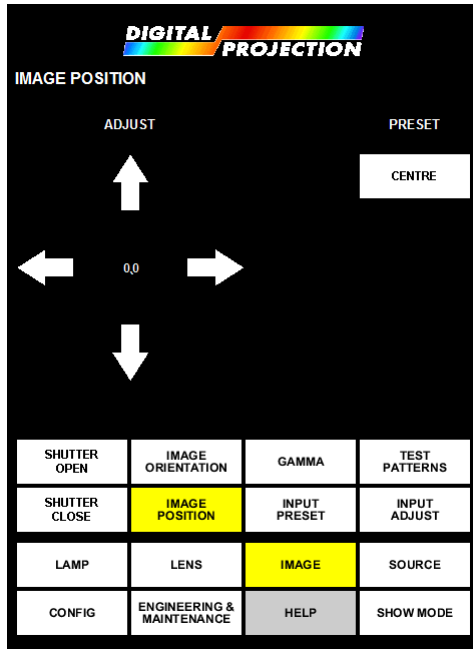 DIGITAL
PROJECTION
IMAGE POSITION
ADJUST
PRESET
CENTRE
0,0
SHUTTER
OPEN
IMAGE
ORIENTATION
GAMMA
TEST
PATTERNS
SHUTTER
CLOSE
IMAGE
POSITION
INPUT
PRESET
INPUT
ADJUST
LAMP
LENS
IMAGE
SOURCE
CONFIG
ENGINEERING &
MAINTENANCE
HELP
SHOW MODE